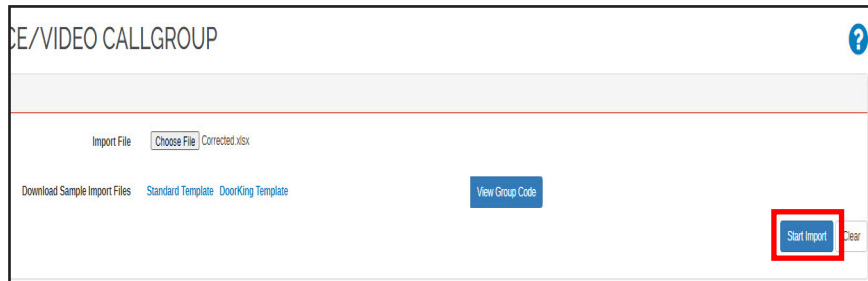 CE/VIDEO CALLGROUP
?
Import File Choose File Corrected.xlsx
Download Sample Import Files Standard Template DoorKing Template View Group Code
Start Import Clear